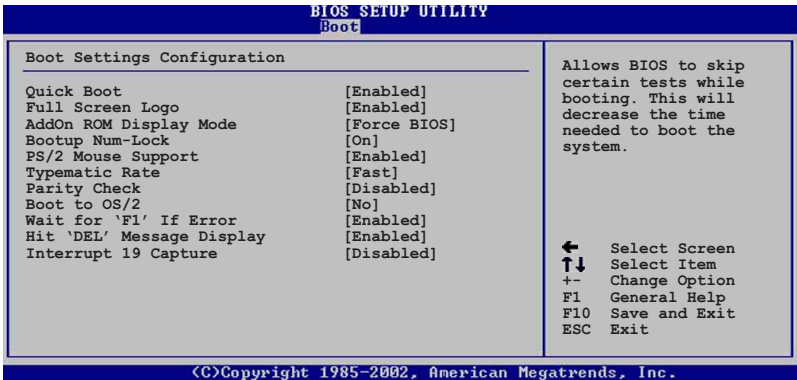 BIOS SETUP UTILITY
Boot
Boot Settings Configuration
Quick Boot [Enabled]
Full Screen Logo [Enabled]
AddOn ROM Display Mode [Force BIOS]
Bootup Num-Lock [On]
PS/2 Mouse Support [Enabled]
Typematic Rate [Fast]
Parity Check [Disabled]
Boot to OS/2 [No]
Wait for ‘F1’ If Error [Enabled]
Hit ‘DEL’ Message Display [Enabled]
Interrupt 19 Capture [Disabled]
Allows BIOS to skip
certain tests while
booting. This will
decrease the time
needed to boot the
system.
← Select Screen
↑↓ Select Item
+- Change Option
F1 General Help
F10 Save and Exit
ESC Exit
(C)Copyright 1985-2002, American Megatrends, Inc.